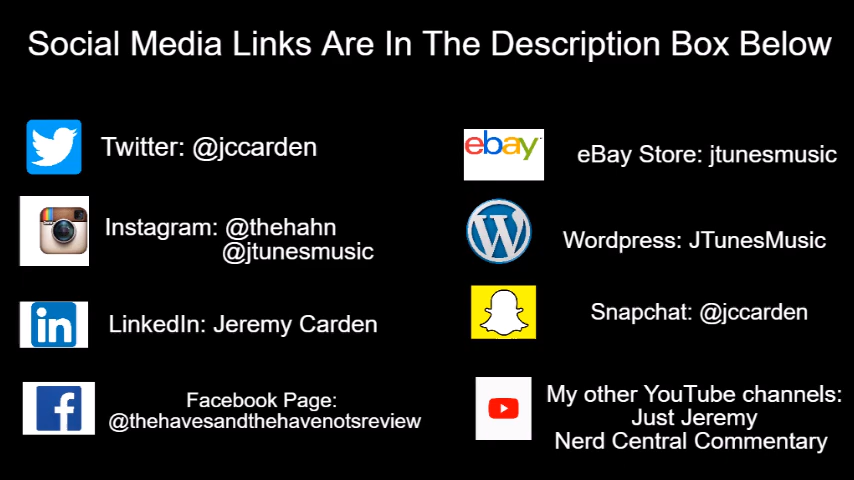 Social Media Links Are In The Description Box Below
Twitter: @jccarden
Instagram: @thehahn
@jtunesmusic
in LinkedIn: Jeremy Carden
f Facebook Page:
@thehavesandthehavenotsreview
ebay eBay Store: jtunesmusic
W Wordpress: JTunesMusic
Snapchat: @jccarden
My other YouTube channels:
Just Jeremy
Nerd Central Commentary